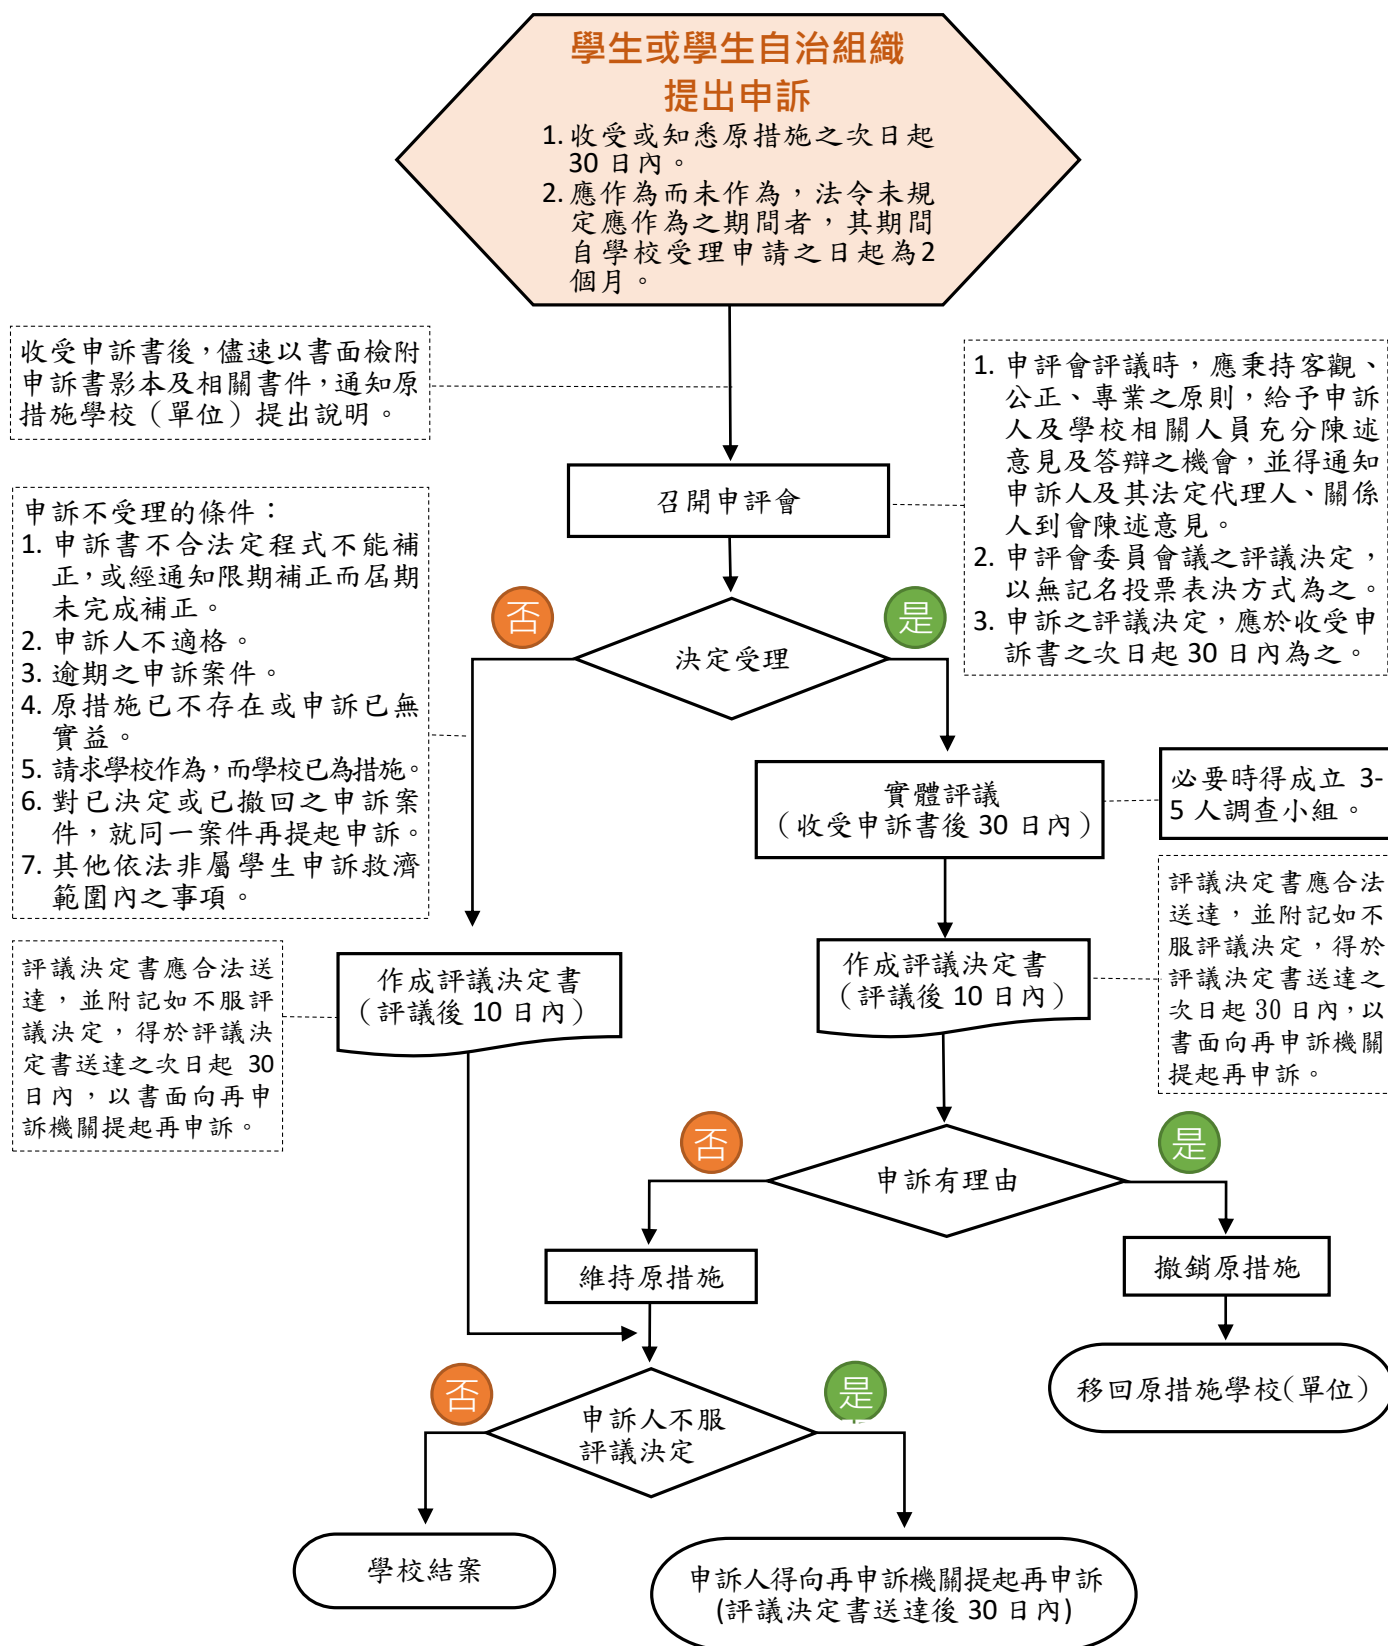 學生或學生自治組織
提出申訴
1. 收受或知悉原措施之次日起
30 日內。
2. 應作為而未作為，法令未規
定應作為之期間者，其期間
自學校受理申請之日起為2
個月。
收受申訴書後，儘速以書面檢附
申訴書影本及相關書件，通知原
措施學校（單位）提出說明。
1. 申評會評議時，應秉持客觀、
公正、專業之原則，給予申訴
人及學校相關人員充分陳述
意見及答辯之機會，並得通知
申訴人及其法定代理人、關係
人到會陳述意見。
2. 申評會委員會議之評議決定，
以無記名投票表決方式為之。
3. 申訴之評議決定，應於收受申
訴書之次日起 30 日內為之。
召開申評會
申訴不受理的條件：
1. 申訴書不合法定程式不能補
正，或經通知限期補正而屆期
未完成補正。
2. 申訴人不適格。
3. 逾期之申訴案件。
4. 原措施已不存在或申訴已無
實益。
5. 請求學校作為，而學校已為措施。
6. 對已決定或已撤回之申訴案
件，就同一案件再提起申訴。
7. 其他依法非屬學生申訴救濟
範圍內之事項。
否
是
決定受理
實體評議
（收受申訴書後 30 日內）
必要時得成立 3-
5 人調查小組。
評議決定書應合法送
達，並附記如不服評
議決定，得於評議決
定書送達之次日起 30
日內，以書面向再申
訴機關提起再申訴。
作成評議決定書
（評議後 10 日內）
作成評議決定書
（評議後 10 日內）
評議決定書應合法
送達，並附記如不
服評議決定，得於
評議決定書送達之
次日起 30 日內，以
書面向再申訴機關
提起再申訴。
否
是
申訴有理由
維持原措施
撤銷原措施
移回原措施學校(單位）
否
是
申訴人不服
評議決定
學校結案
申訴人得向再申訴機關提起再申訴
(評議決定書送達後 30 日內)